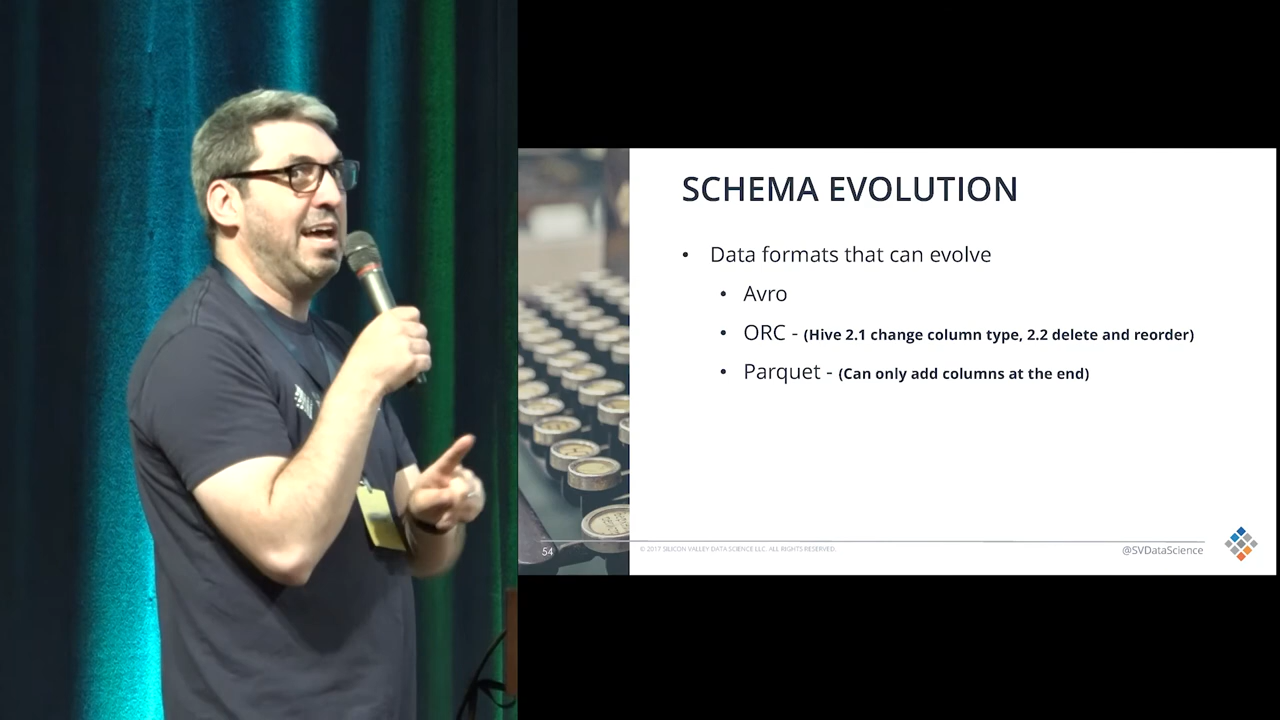 SCHEMA EVOLUTION
• Data formats that can evolve
• Avro
• ORC - (Hive 2.1 change column type, 2.2 delete and reorder)
• Parquet - (Can only add columns at the end)
54
© 2017 SILICON VALLEY DATA SCIENCE LLC. ALL RIGHTS RESERVED.
@SVDataScience